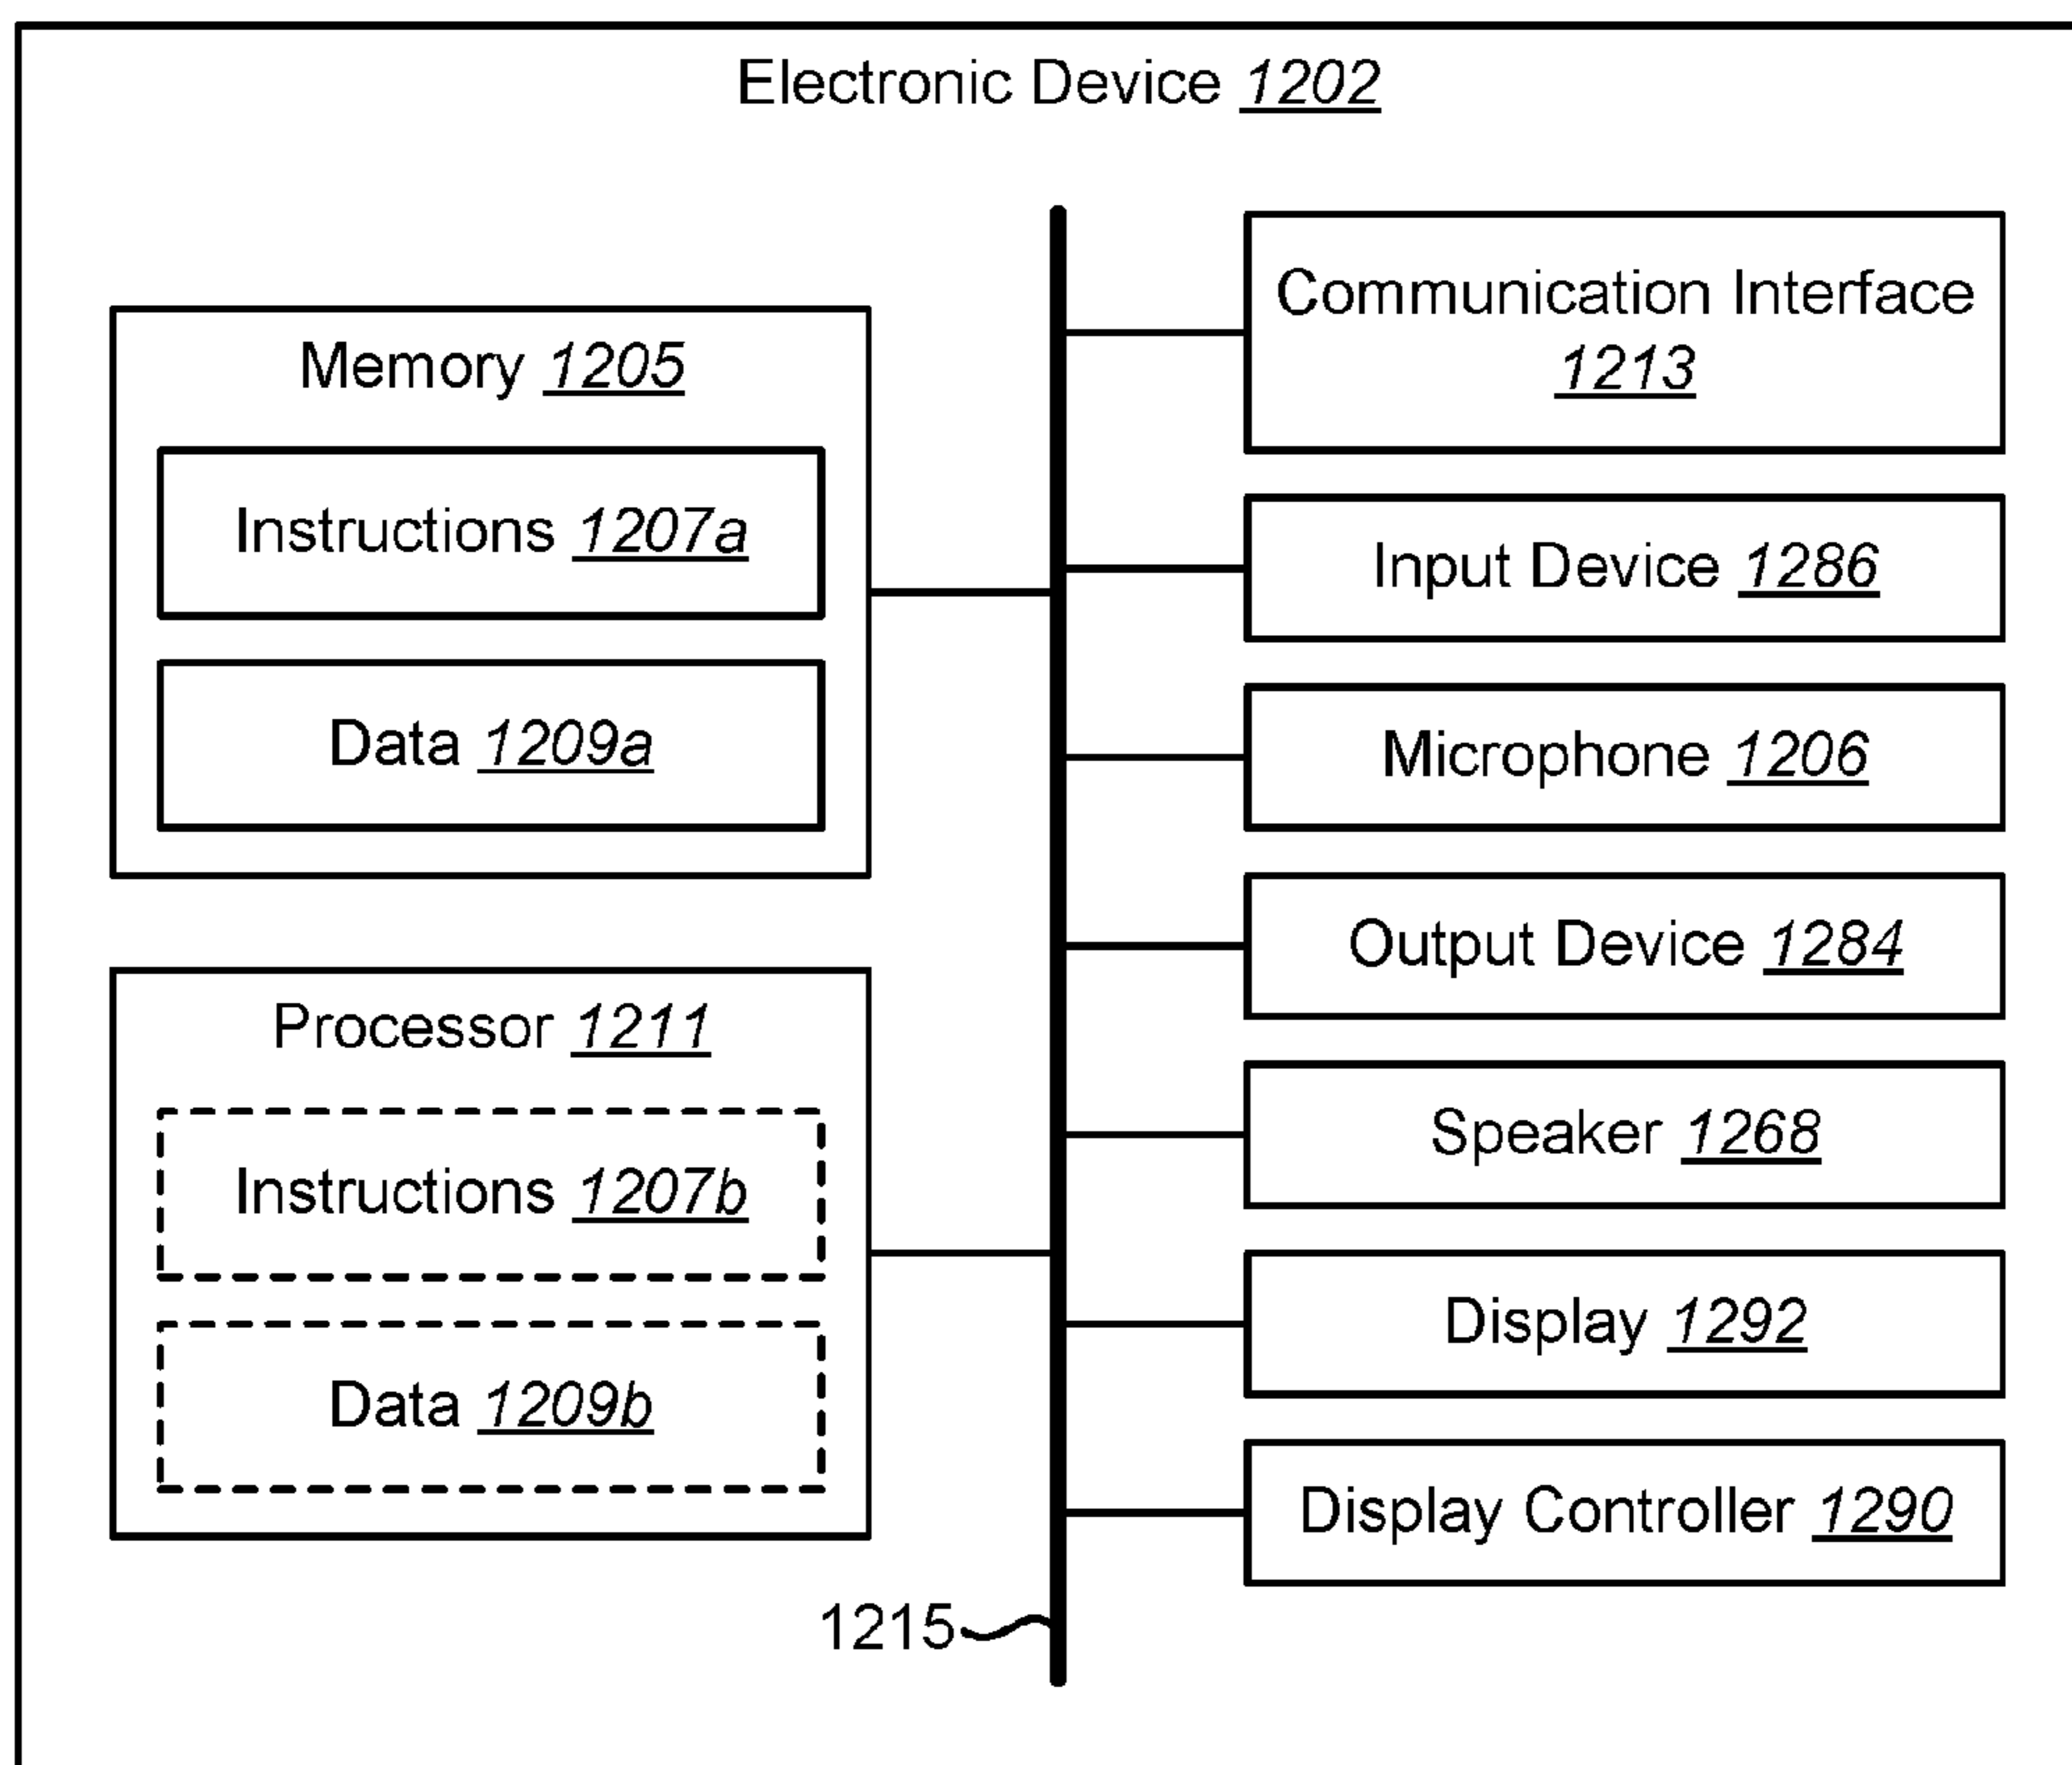 Electronic Device 1202
Memory 1205
Instructions 1207a
Data 1209a
Processor 1211
Instructions 1207b
Data 1209b
Communication Interface
1213
Input Device 1286
Microphone 1206
Output Device 1284
Speaker 1268
Display 1292
Display Controller 1290
1215